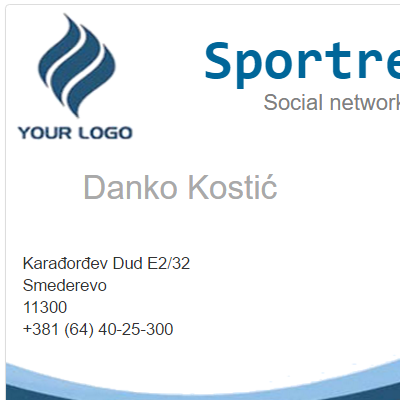 YOUR LOGO
Sportre
Social network
Danko Kostić
Karađorđev Dud E2/32
Smederevo
11300
+381 (64) 40-25-300